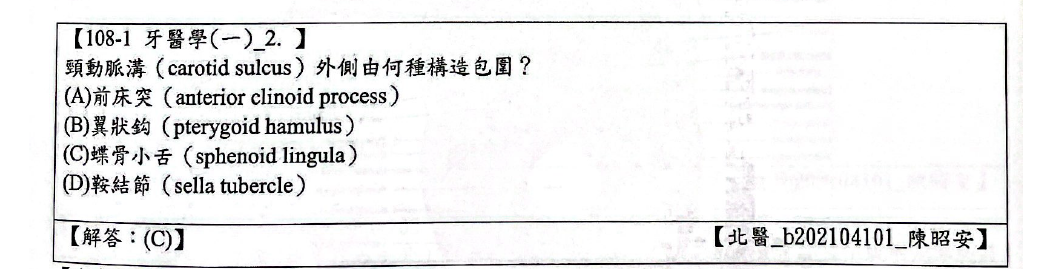 【108-1 牙醫學(一)_2. 】
頸動脈溝（carotid sulcus）外側由何種構造包圍？
(A)前床突（anterior clinoid process）
(B)翼狀鈎（pterygoid hamulus）
(C)蝶骨小舌（sphenoid lingula）
(D)鞍結節（sella tubercle）
【解答：(C)】 【北醫_b202104101_陳昭安】